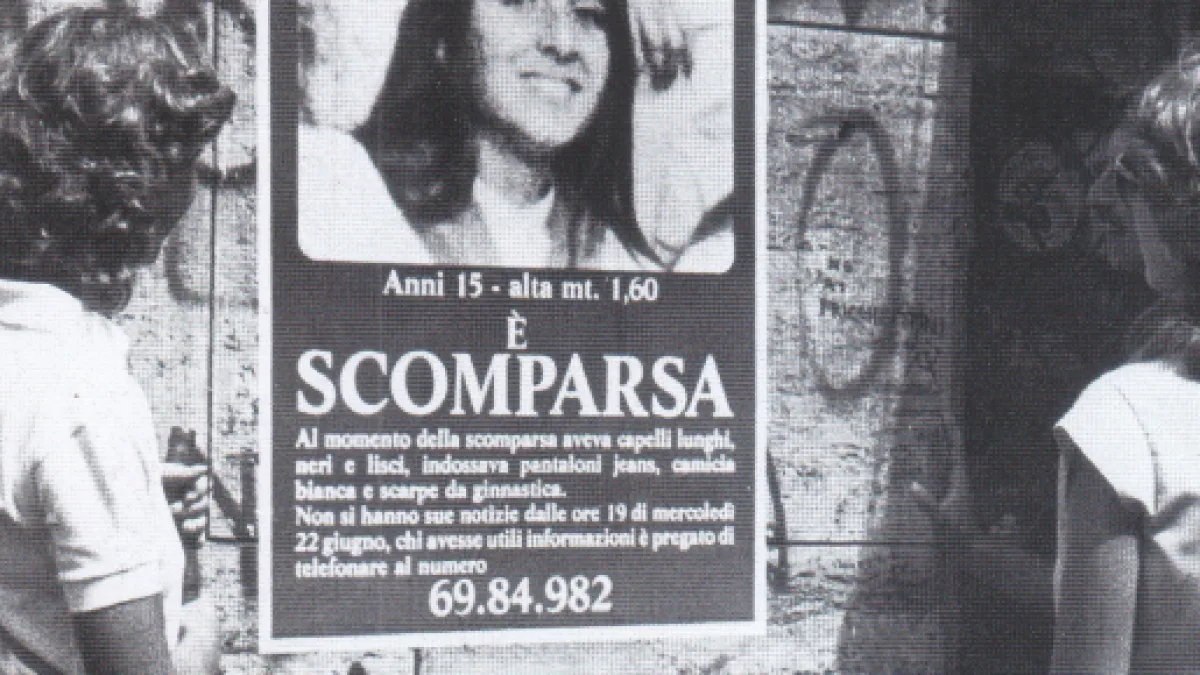 Anni 15 - alta mt. 1,60
È
SCOMPARSA
Al momento della scomparsa aveva capelli lunghi,
neri e lisci, indossava pantaloni jeans, camicia
bianca e scarpe da ginnastica.
Non si hanno sue notizie dalle ore 19 di mercoledì
22 giugno, chi avesse utili informazioni è pregato di
telefonare al numero
69.84.982